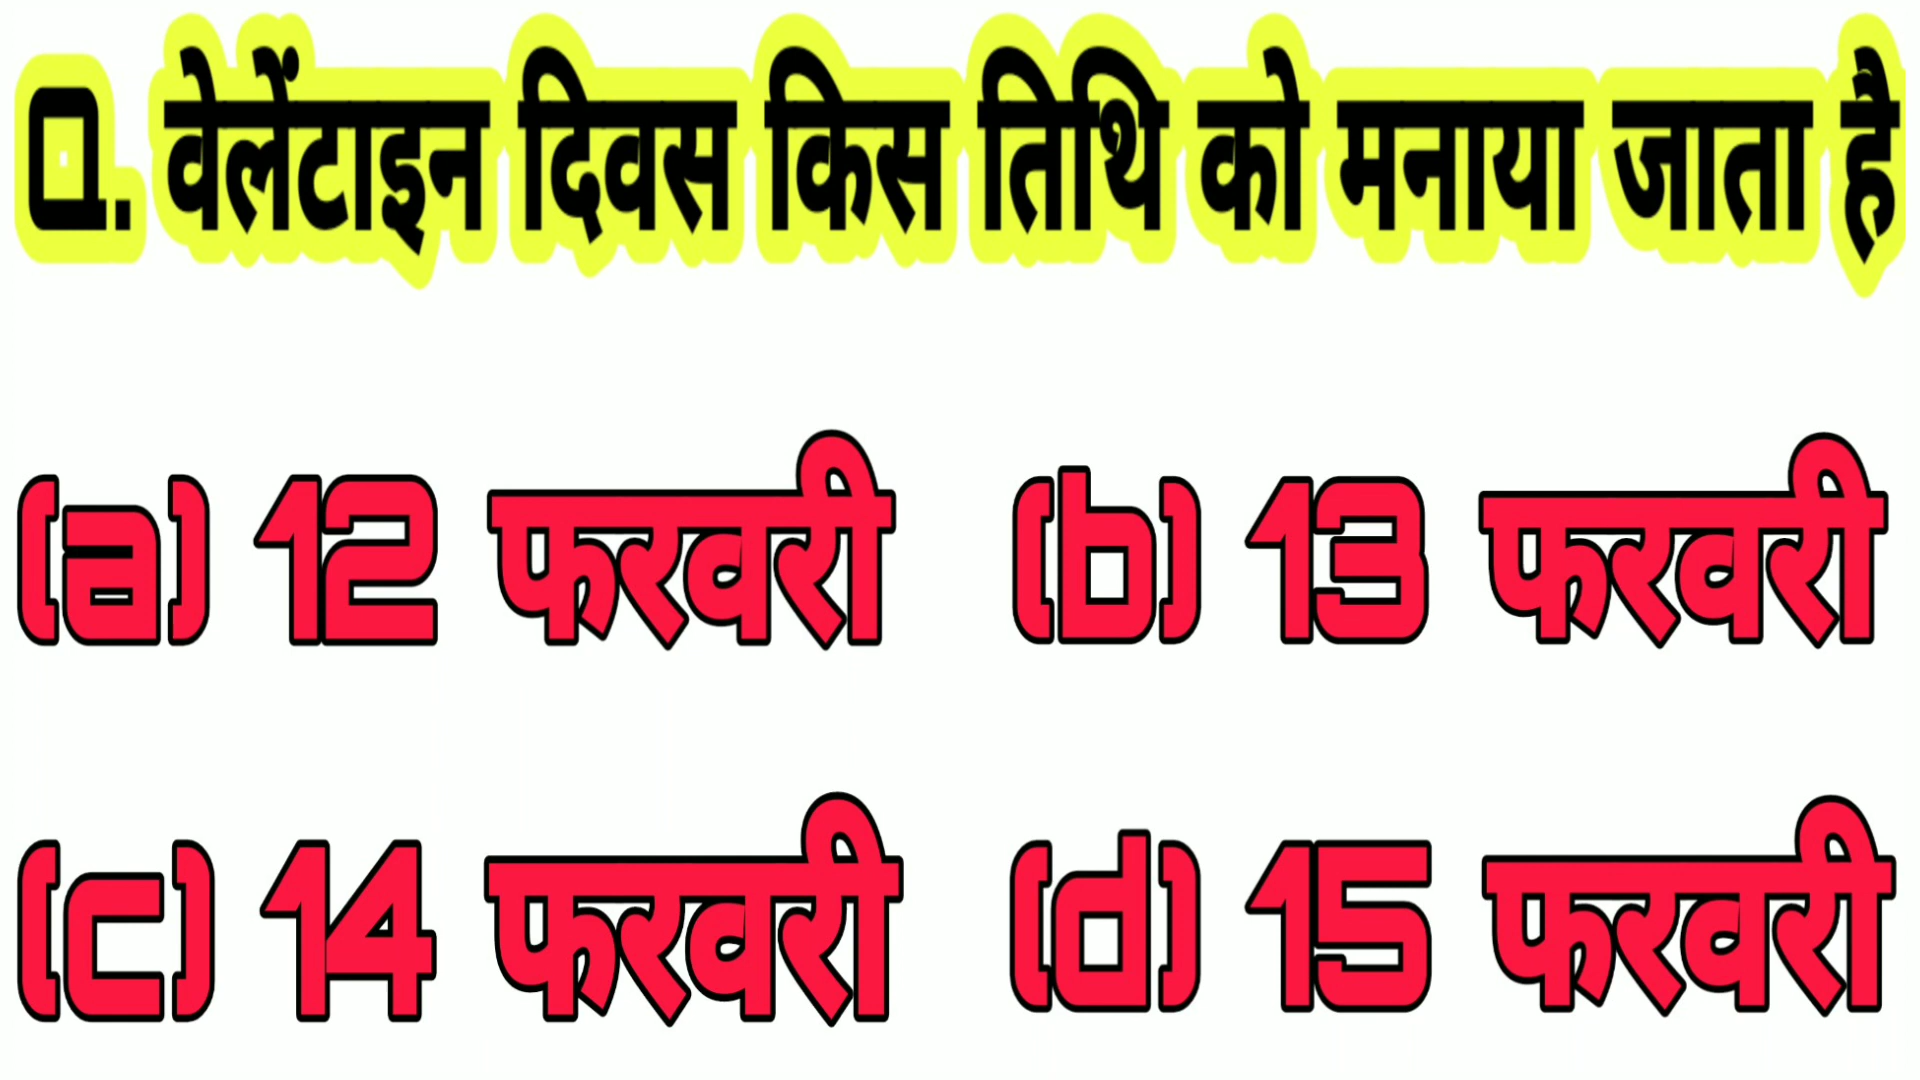 Q. वेलेंटाइन दिवस किस तिथि को मनाया जाता है
(a) 12 फरवरी (b) 13 फरवरी
(c) 14 फरवरी (d) 15 फरवरी